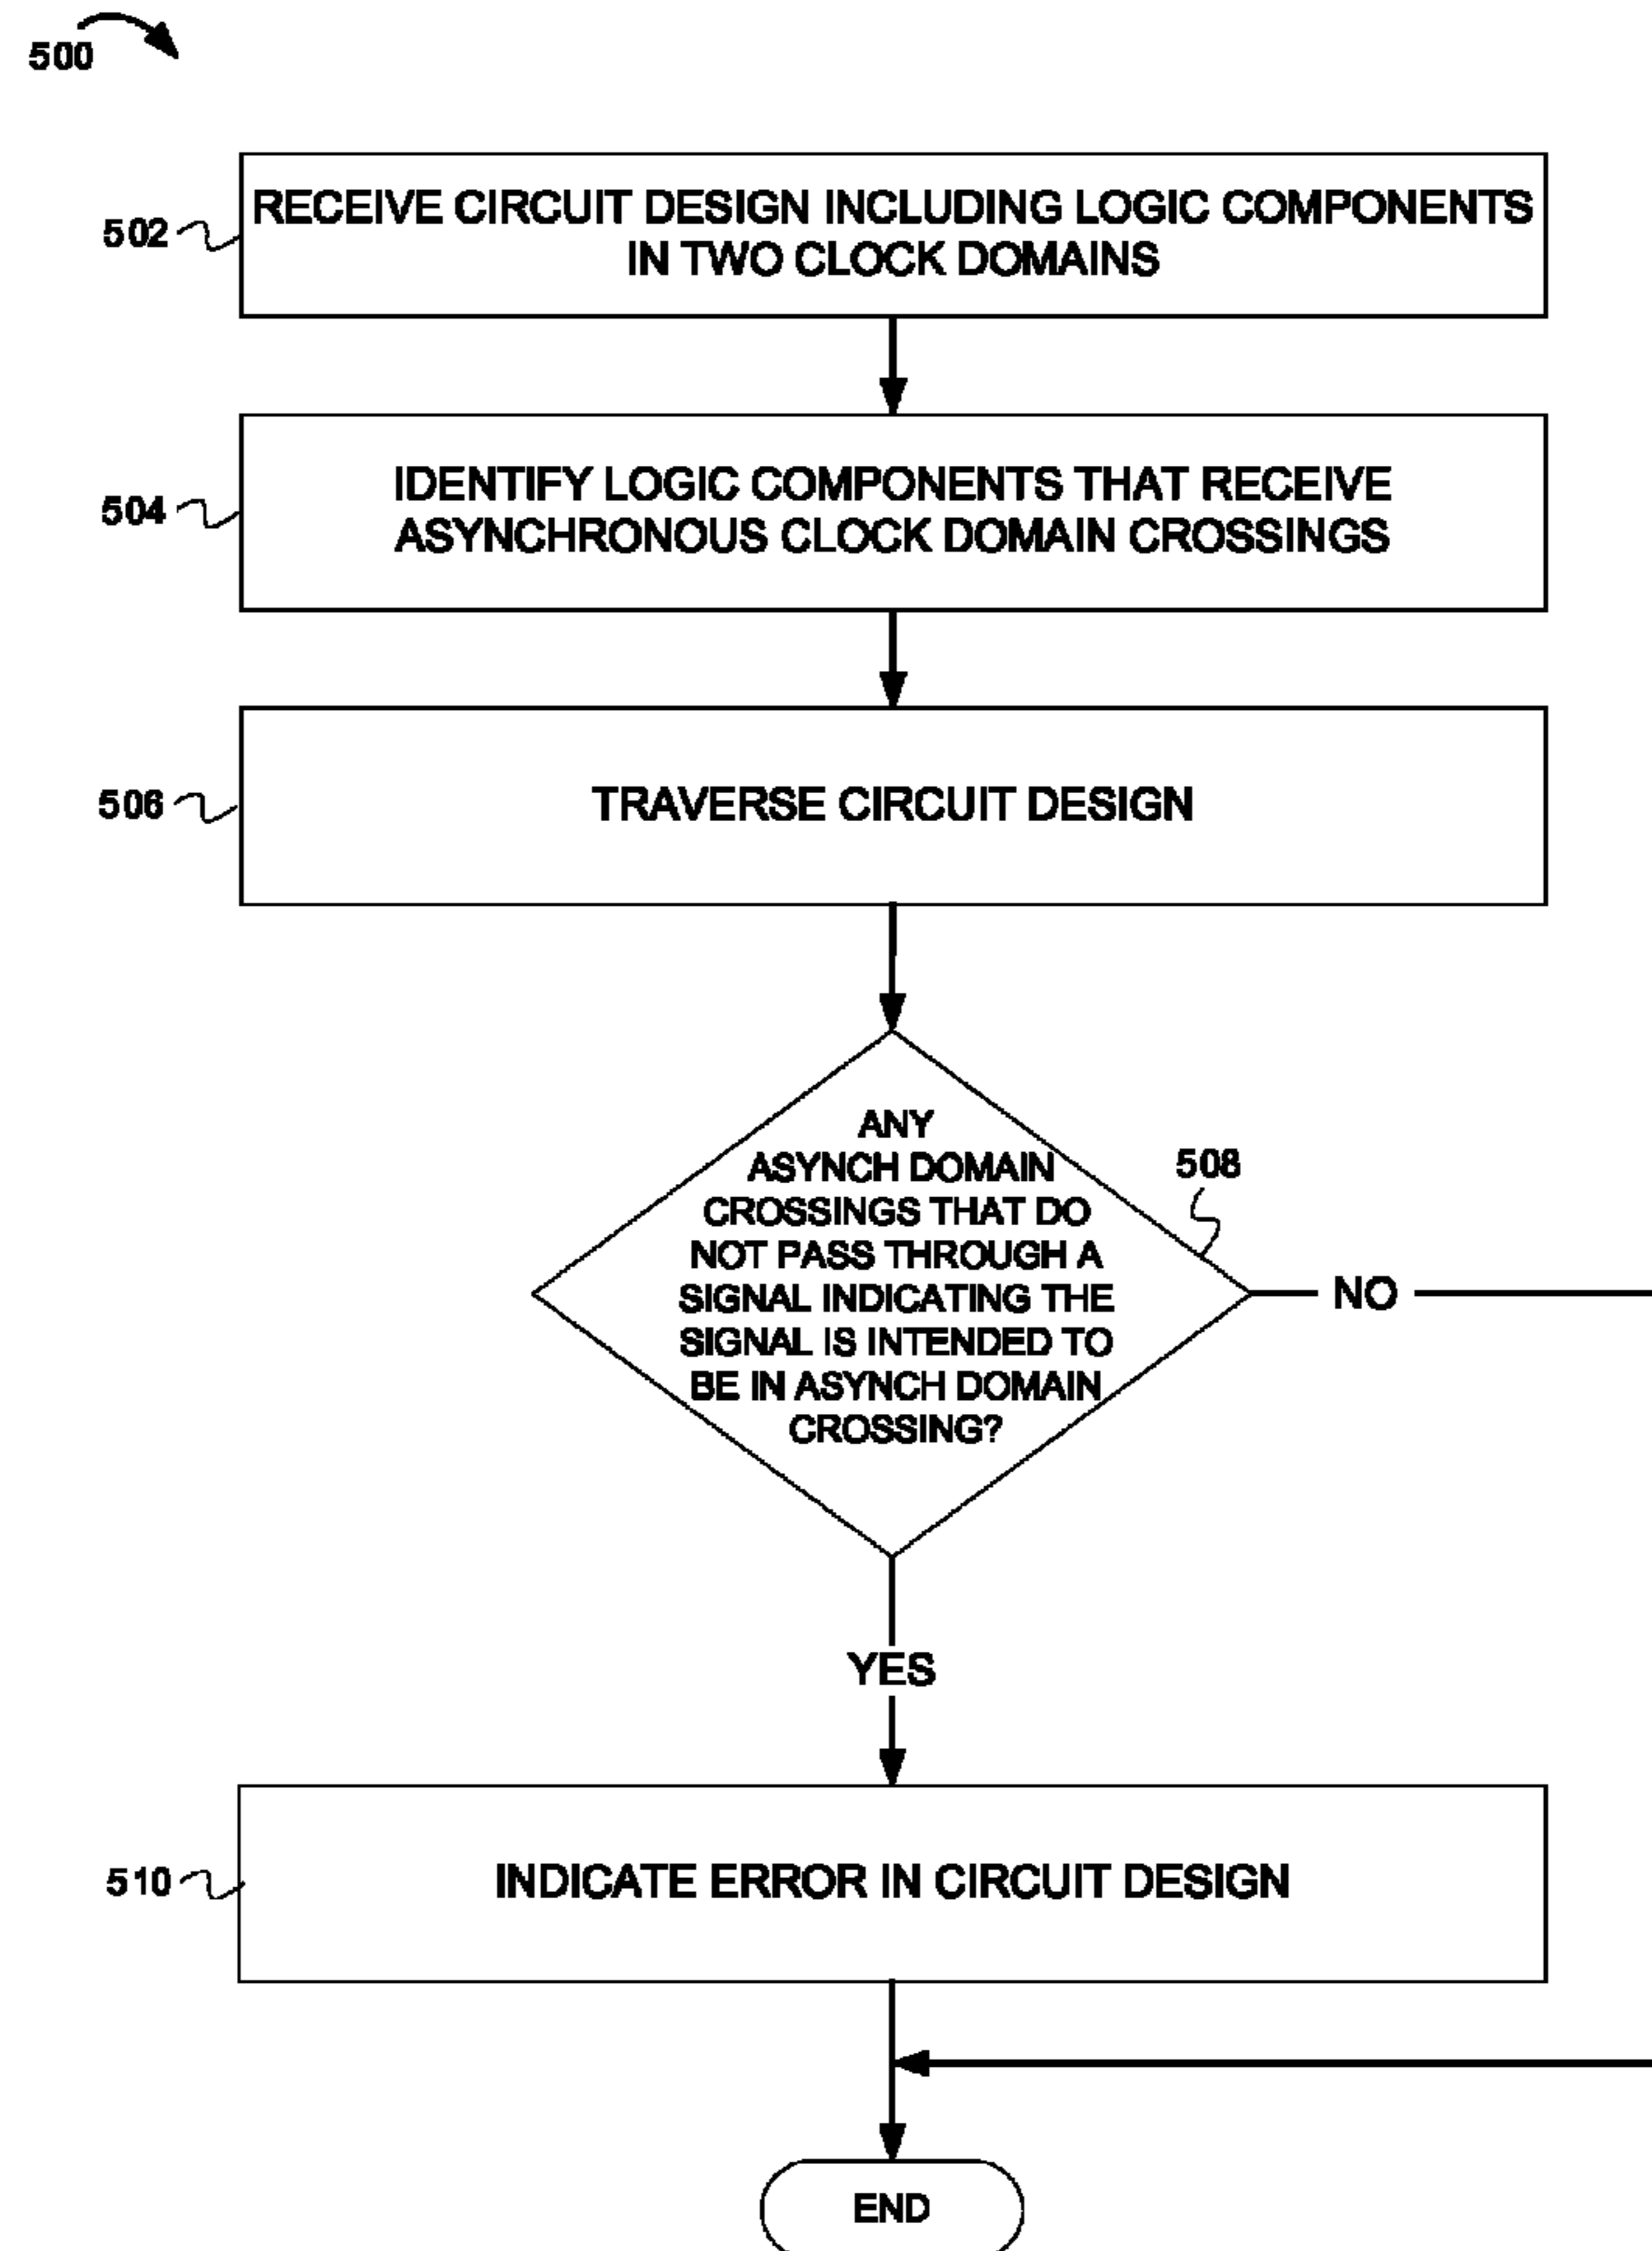 500
502
RECEIVE CIRCUIT DESIGN INCLUDING LOGIC COMPONENTS
IN TWO CLOCK DOMAINS
504
IDENTIFY LOGIC COMPONENTS THAT RECEIVE
ASYNCHRONOUS CLOCK DOMAIN CROSSINGS
506
TRAVERSE CIRCUIT DESIGN
ANY
ASYNCH DOMAIN
CROSSINGS THAT DO
NOT PASS THROUGH A
SIGNAL INDICATING THE
SIGNAL IS INTENDED TO
BE IN ASYNCH DOMAIN
CROSSING?
508
NO
YES
510
INDICATE ERROR IN CIRCUIT DESIGN
END